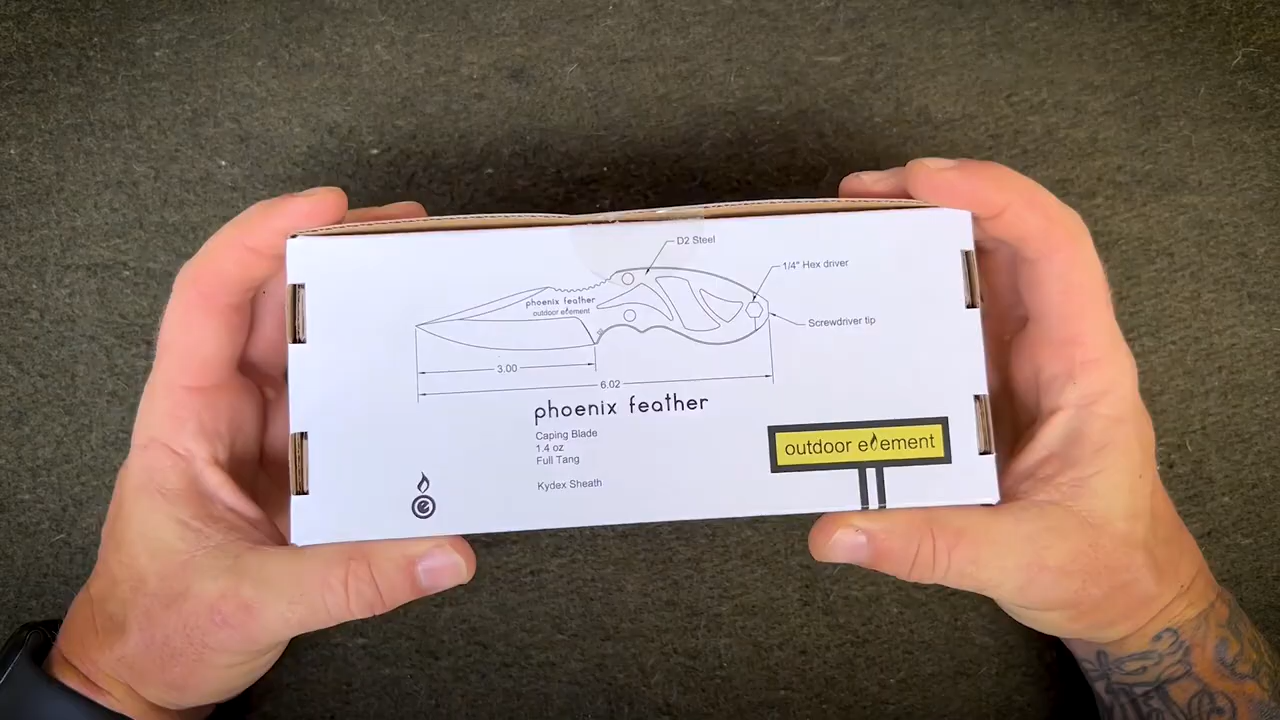 D2 Steel
1/4" Hex driver
phoenix feather
outdoor element
Screwdriver tip
3.00
6.02
phoenix feather
Caping Blade
1.4 oz
Full Tang
Kydex Sheath
outdoor element
e